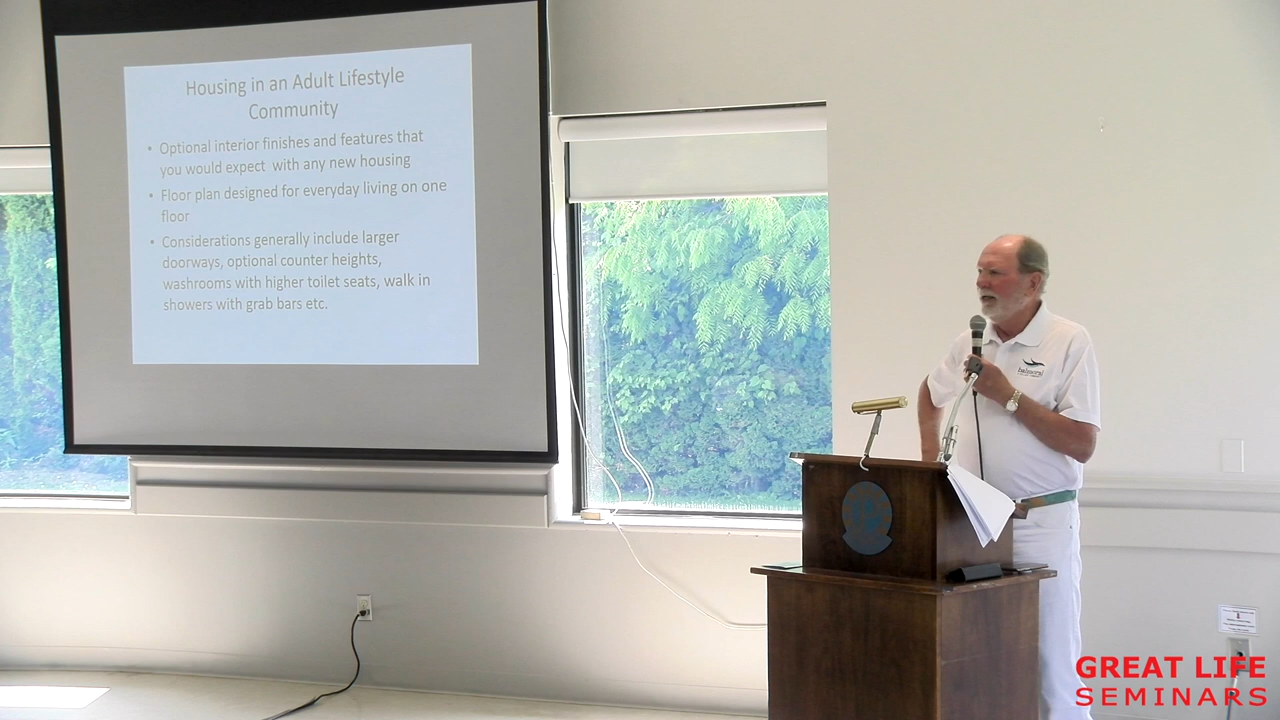 Housing in an Adult Lifestyle
Community
• Optional interior finishes and features that
you would expect with any new housing
• Floor plan designed for everyday living on one
floor
• Considerations generally include larger
doorways, optional counter heights,
washrooms with higher toilet seats, walk in
showers with grab bars etc.
balmoral
GREAT LIFE
SEMINARS